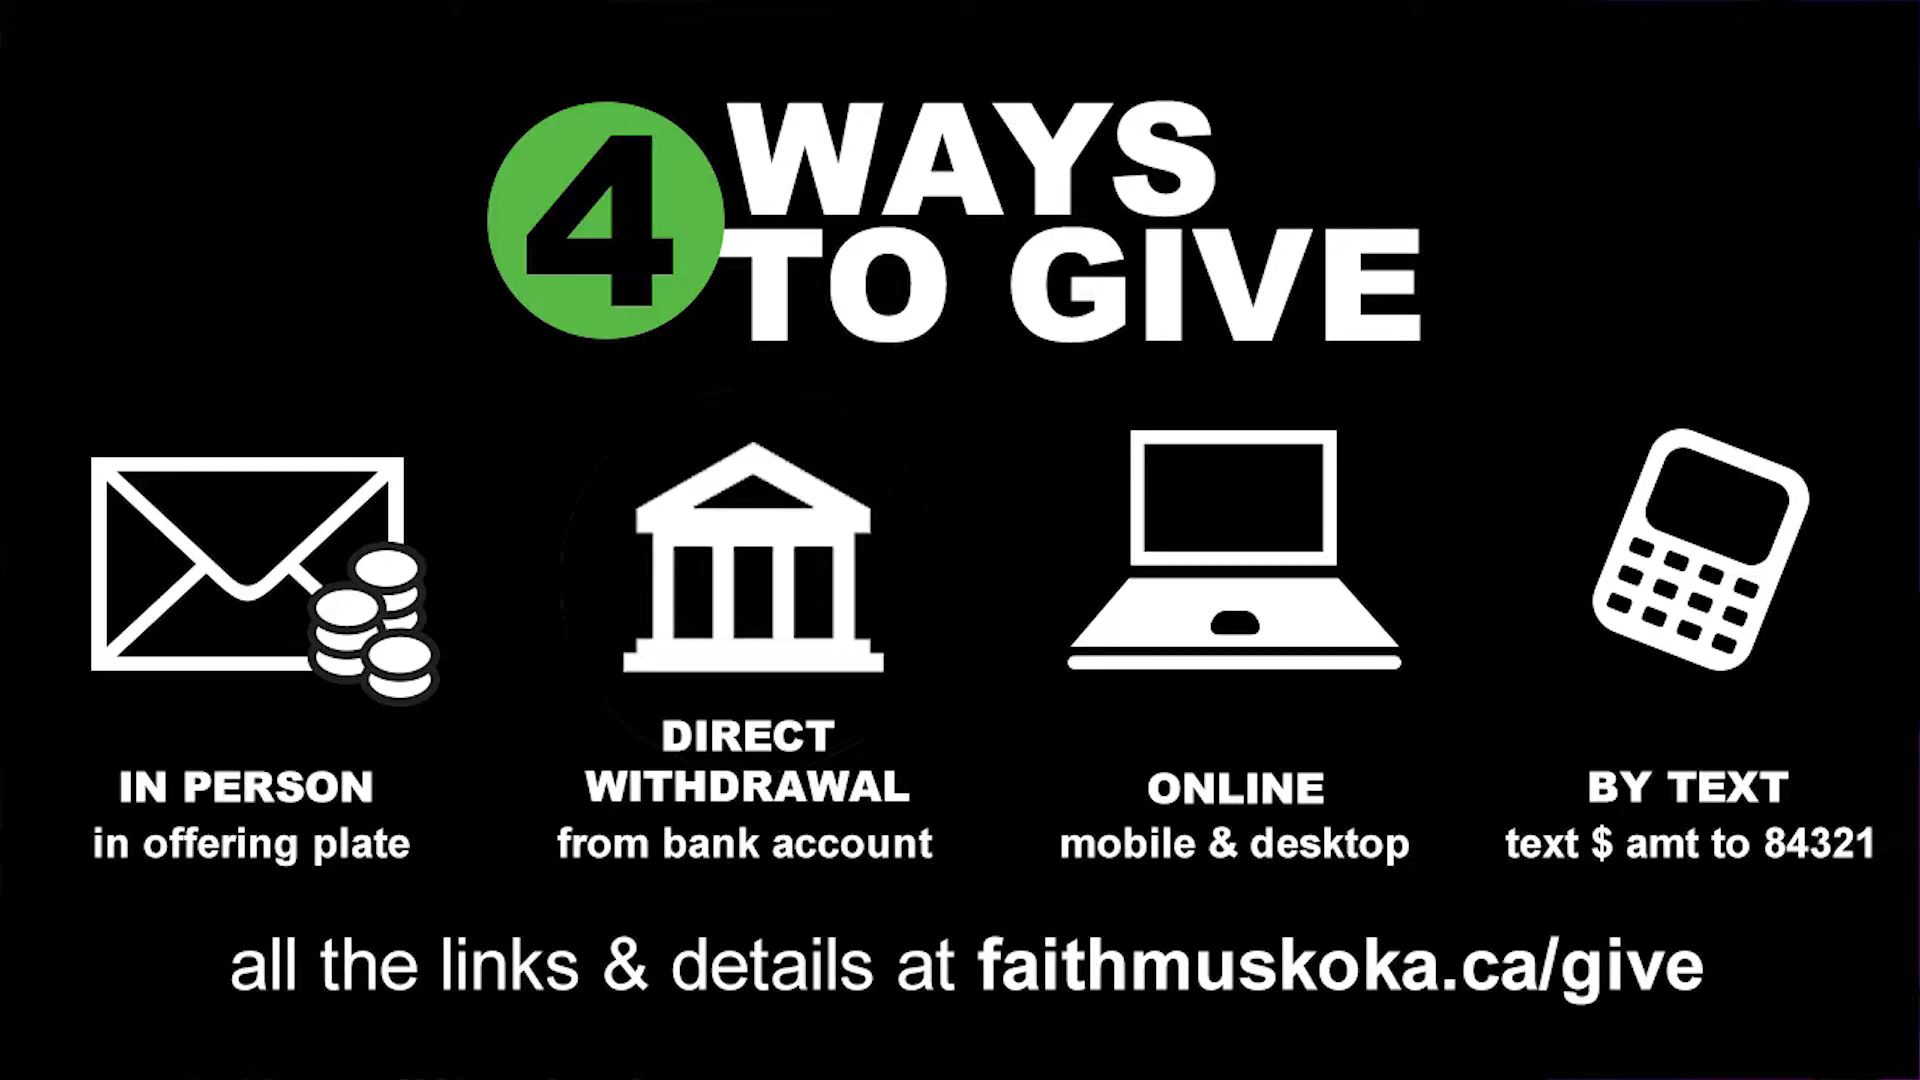 4 WAYS
TO GIVE
IN PERSON
in offering plate
DIRECT
WITHDRAWAL
from bank account
ONLINE
mobile & desktop
BY TEXT
text $ amt to 84321
all the links & details at faithmuskoka.ca/give